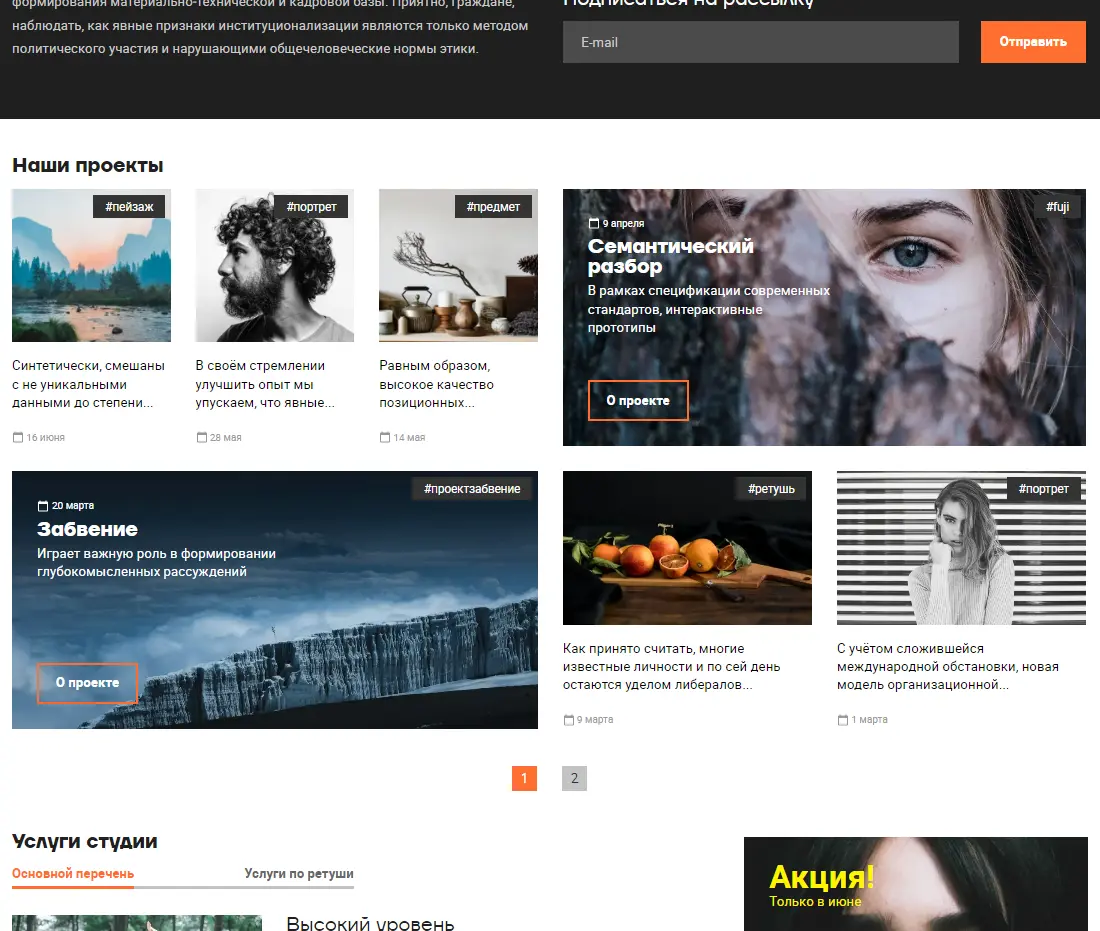 формирования материально-технической и кадровой базы. Приятно, граждане,
наблюдать, как явные признаки институционализации являются только методом
политического участия и нарушающими общечеловеческие нормы этики.
Подписаться на рассылку
E-mail
Отправить
Наши проекты
#пейзаж
Синтетически, смешаны
с не уникальными
данными до степени...
16 июня
#портрет
В своём стремлении
улучшить опыт мы
упускаем, что явные...
28 мая
#предмет
Равным образом,
высокое качество
позиционных...
14 мая
#fuji
9 апреля
Семантический
разбор
В рамках спецификации современных
стандартов, интерактивные
прототипы
О проекте
#проектзабвение
20 марта
Забвение
Играет важную роль в формировании
глубокомысленных рассуждений
О проекте
#ретушь
Как принято считать, многие
известные личности и по сей день
остаются уделом либералов...
9 марта
#портрет
С учётом сложившейся
международной обстановки, новая
модель организационной...
1 марта
1
2
Услуги студии
Основной перечень
Услуги по ретуши
Высокий уровень
Акция!
Только в июне